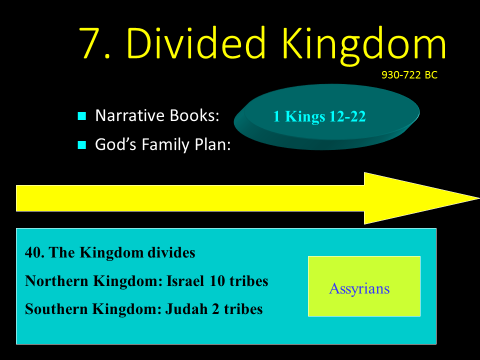 7. Divided Kingdom
930-722 BC
Narrative Books:
1 Kings 12-22
God's Family Plan:
40. The Kingdom divides
Northern Kingdom: Israel 10 tribes
Southern Kingdom: Judah 2 tribes
Assyrians